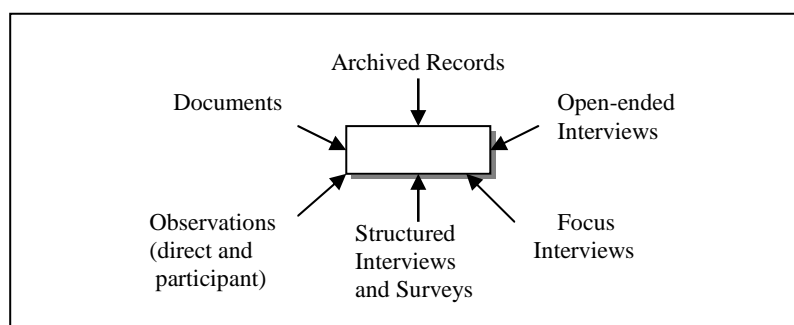 Archived Records
Documents
Open-ended
Interviews
Observations
(direct and
participant)
Structured
Interviews
and Surveys
Focus
Interviews